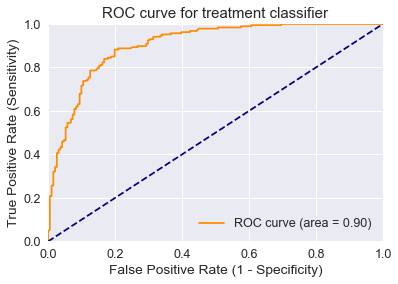 ROC curve for treatment classifier
True Positive Rate (Sensitivity)
1.0
0.8
0.6
0.4
0.2
0.0
ROC curve (area = 0.90)
0.0 0.2 0.4 0.6 0.8 1.0
False Positive Rate (1 - Specificity)